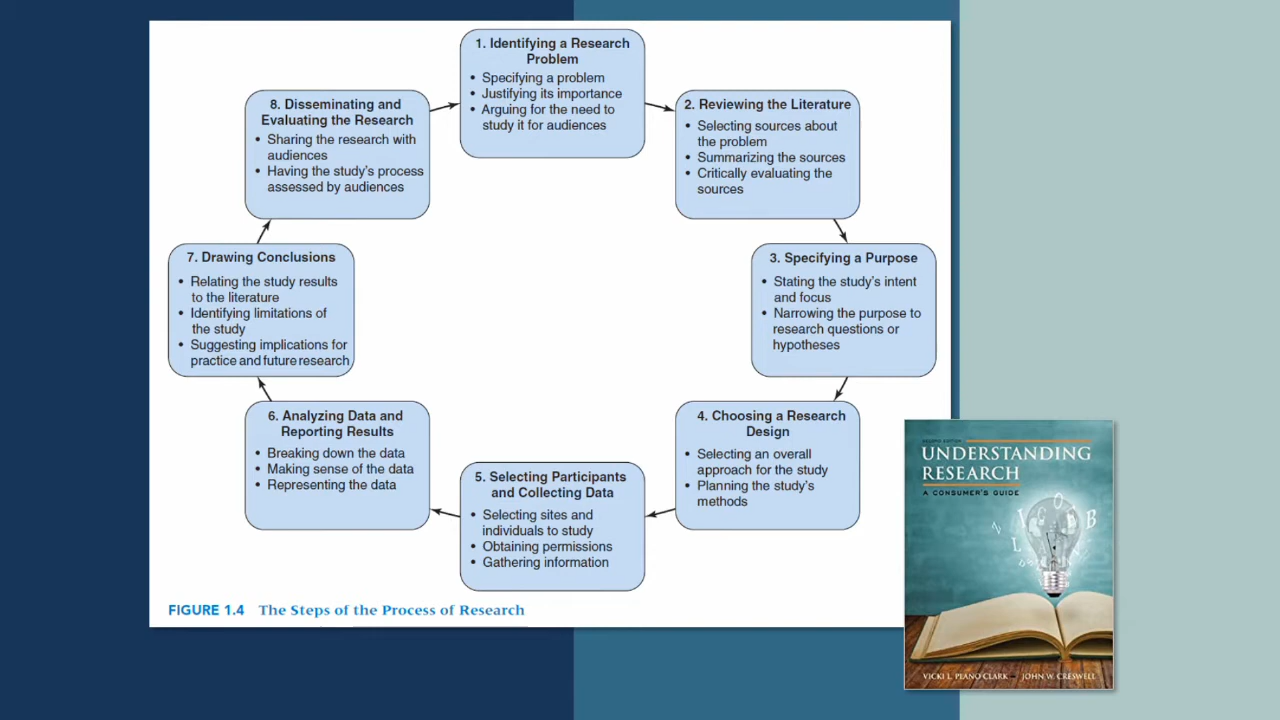 1. Identifying a Research
Problem
• Specifying a problem
• Justifying its importance
• Arguing for the need to
study it for audiences
2. Reviewing the Literature
• Selecting sources about
the problem
• Summarizing the sources
• Critically evaluating the
sources
3. Specifying a Purpose
• Stating the study's intent
and focus
• Narrowing the purpose to
research questions or
hypotheses
4. Choosing a Research
Design
• Selecting an overall
approach for the study
• Planning the study's
methods
5. Selecting Participants
and Collecting Data
• Selecting sites and
individuals to study
• Obtaining permissions
• Gathering information
6. Analyzing Data and
Reporting Results
• Breaking down the data
• Making sense of the data
• Representing the data
7. Drawing Conclusions
• Relating the study results
to the literature
• Identifying limitations of
the study
• Suggesting implications for
practice and future research
8. Disseminating and
Evaluating the Research
• Sharing the research with
audiences
• Having the study's process
assessed by audiences
FIGURE 1.4 The Steps of the Process of Research
SECOND EDITION
UNDERSTANDING
RESEARCH
A CONSUMER'S GUIDE
VICKI L. PLANO CLARK – JOHN W. CRESWELL